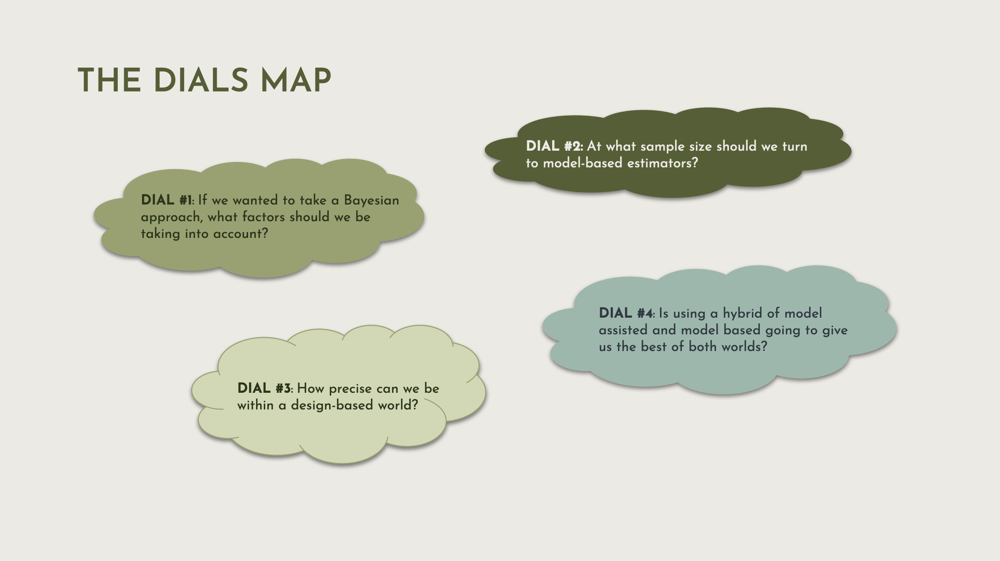 THE DIALS MAP
DIAL #1: If we wanted to take a Bayesian
approach, what factors should we be
taking into account?
DIAL #2: At what sample size should we turn
to model-based estimators?
DIAL #3: How precise can we be
within a design-based world?
DIAL #4: Is using a hybrid of model
assisted and model based going to give
us the best of both worlds?